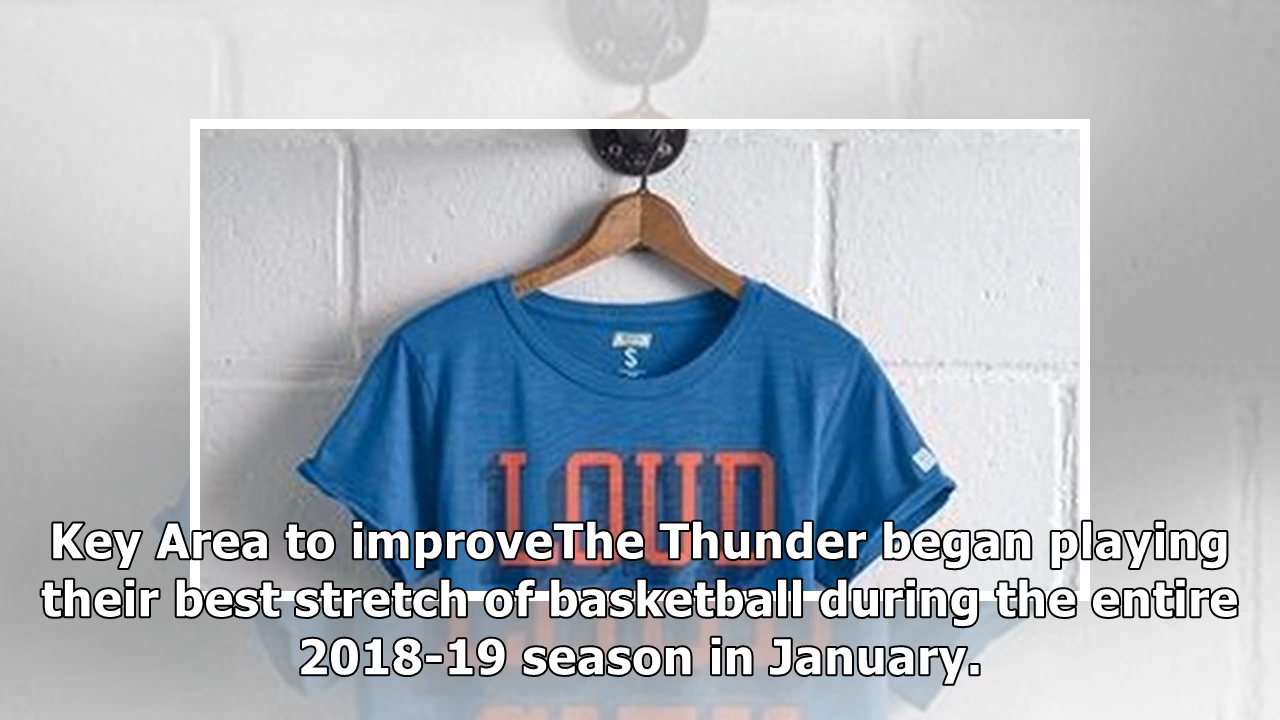 S
LOUD
Key Area to improveThe Thunder began playing
their best stretch of basketball during the entire
2018-19 season in January.